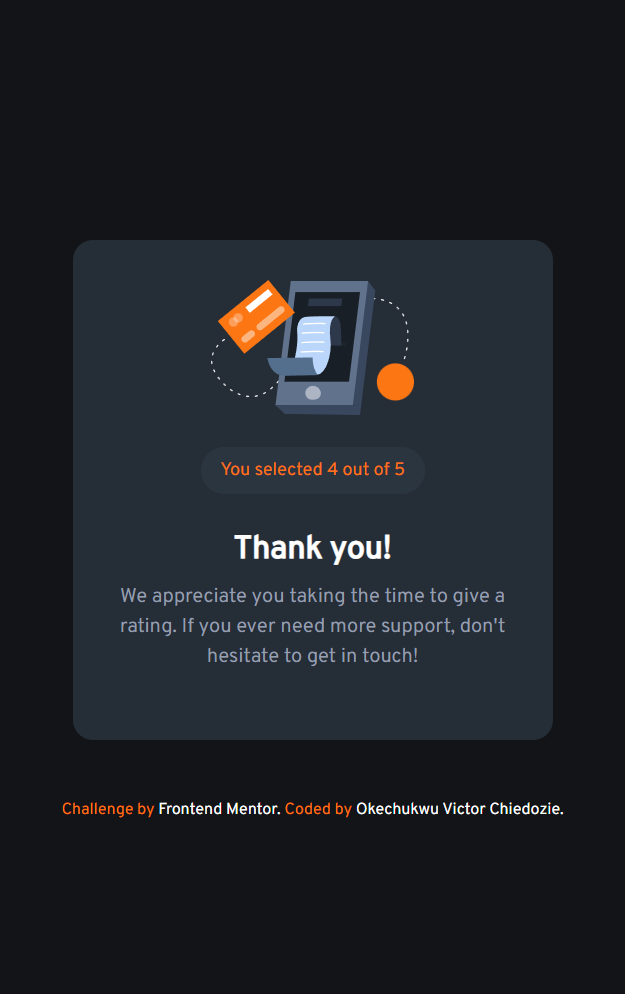 You selected 4 out of 5
Thank you!
We appreciate you taking the time to give a
rating. If you ever need more support, don't
hesitate to get in touch!
Challenge by Frontend Mentor. Coded by Okechukwu Victor Chiedozie.